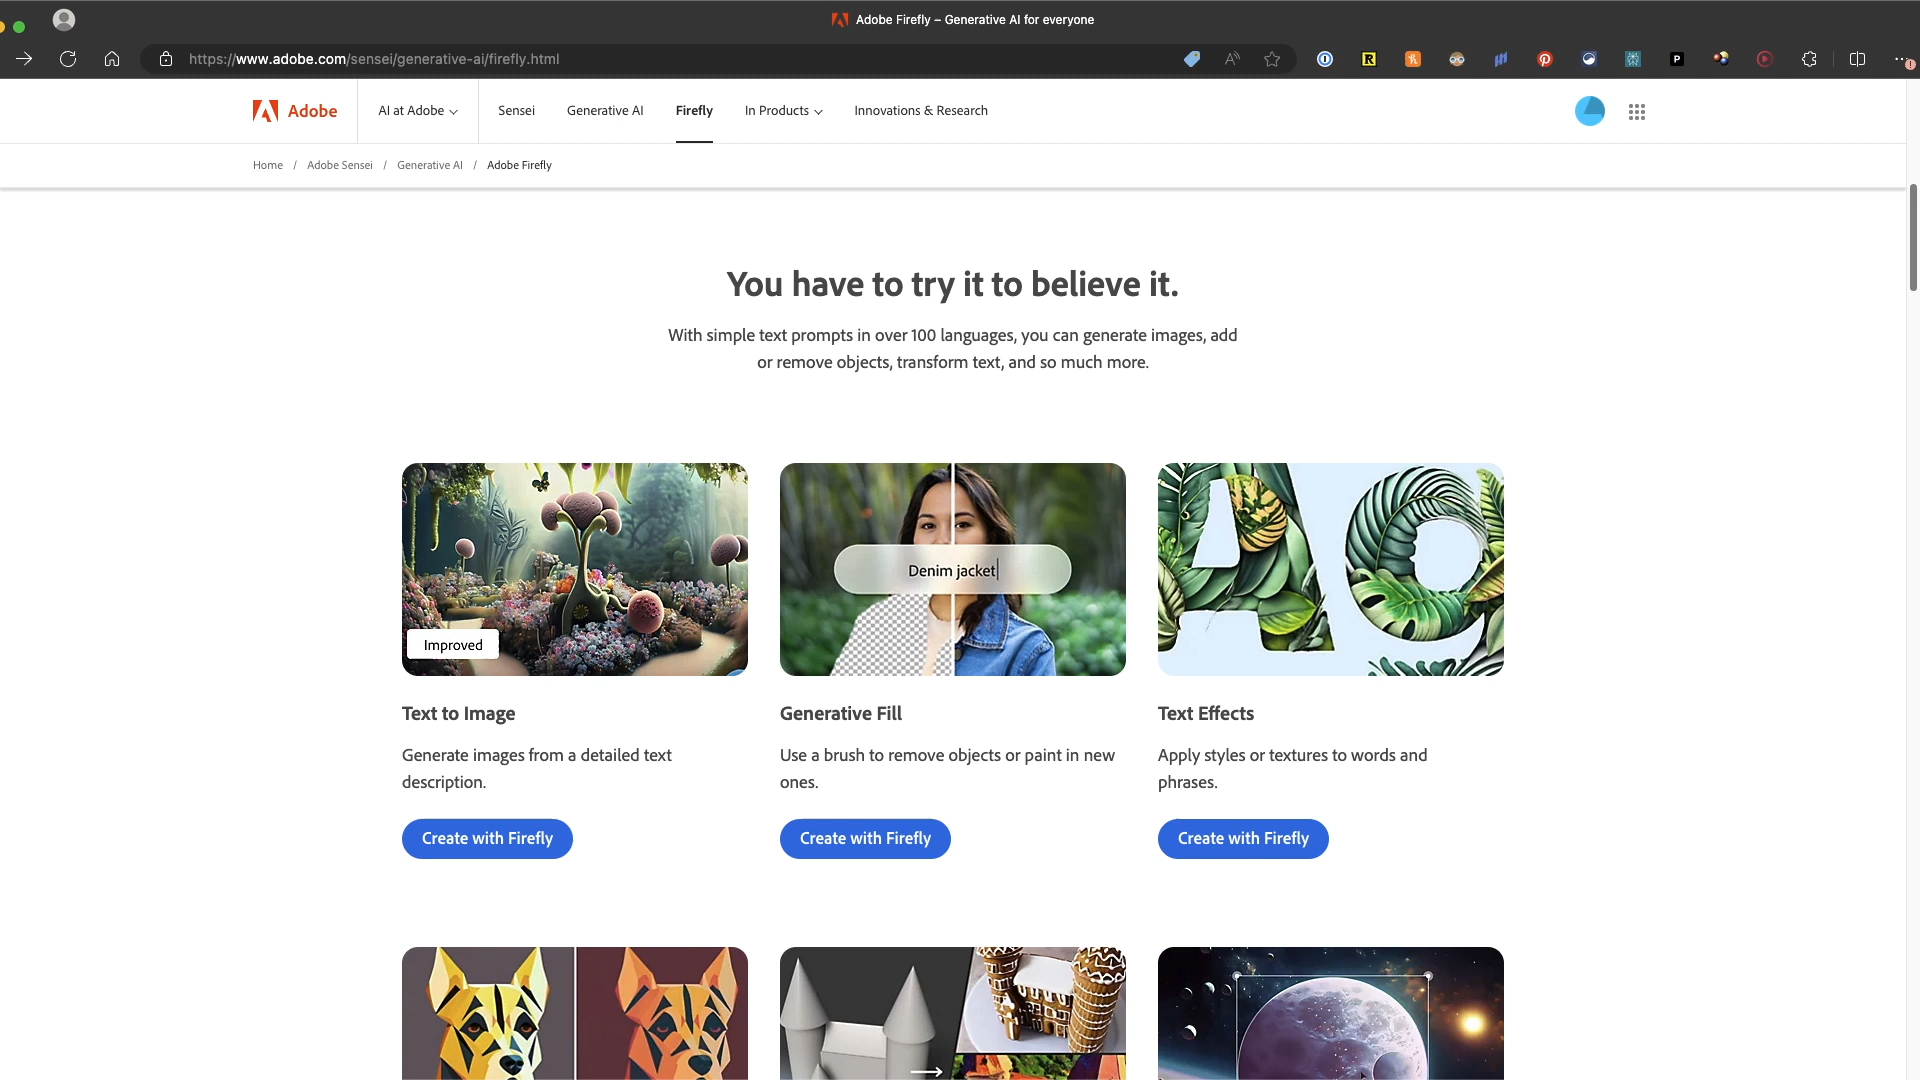 Adobe Firefly – Generative AI for everyone
https://www.adobe.com/sensei/generative-ai/firefly.html
Adobe
AI at Adobe
Sensei
Generative AI
Firefly
In Products
Innovations & Research
Home / Adobe Sensei / Generative AI / Adobe Firefly
You have to try it to believe it.
With simple text prompts in over 100 languages, you can generate images, add
or remove objects, transform text, and so much more.
Improved
Denim jacket
AC
Text to Image
Generate images from a detailed text
description.
Create with Firefly
Generative Fill
Use a brush to remove objects or paint in new
ones.
Create with Firefly
Text Effects
Apply styles or textures to words and
phrases.
Create with Firefly